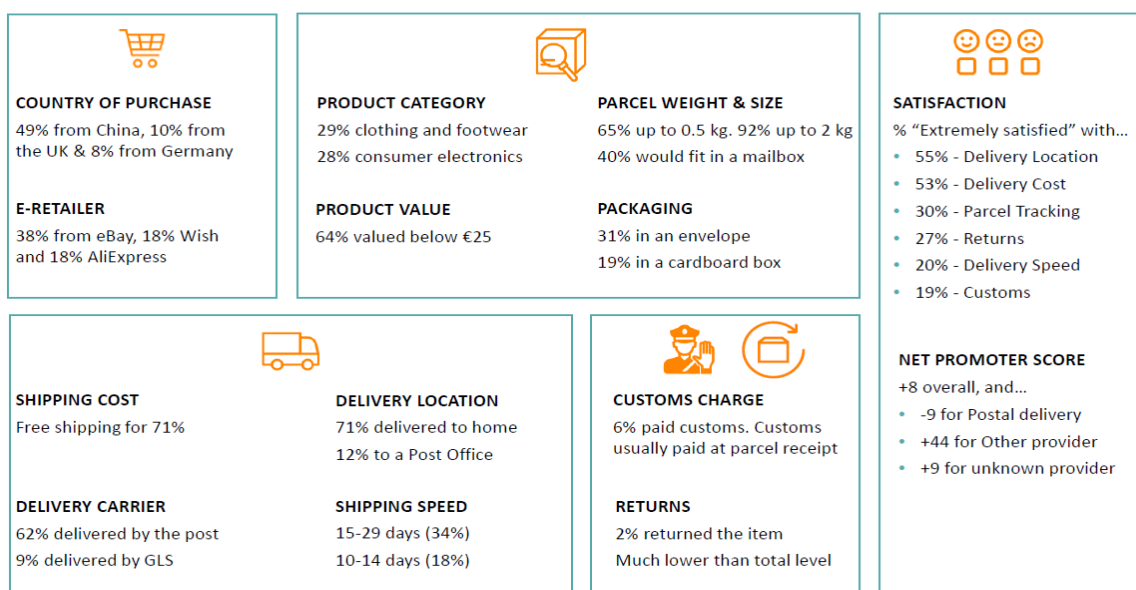 COUNTRY OF PURCHASE
49% from China, 10% from
the UK & 8% from Germany
E-RETAILER
38% from eBay, 18% Wish
and 18% AliExpress
PRODUCT CATEGORY
29% clothing and footwear
28% consumer electronics
PRODUCT VALUE
64% valued below €25
PARCEL WEIGHT & SIZE
65% up to 0.5 kg. 92% up to 2 kg
40% would fit in a mailbox
PACKAGING
31% in an envelope
19% in a cardboard box
SATISFACTION
% “Extremely satisfied” with...
• 55% - Delivery Location
• 53% - Delivery Cost
• 30% - Parcel Tracking
• 27% - Returns
• 20% - Delivery Speed
• 19% - Customs
NET PROMOTER SCORE
+8 overall, and...
• -9 for Postal delivery
• +44 for Other provider
• +9 for unknown provider
SHIPPING COST
Free shipping for 71%
DELIVERY CARRIER
62% delivered by the post
9% delivered by GLS
DELIVERY LOCATION
71% delivered to home
12% to a Post Office
SHIPPING SPEED
15-29 days (34%)
10-14 days (18%)
CUSTOMS CHARGE
6% paid customs. Customs
usually paid at parcel receipt
RETURNS
2% returned the item
Much lower than total level